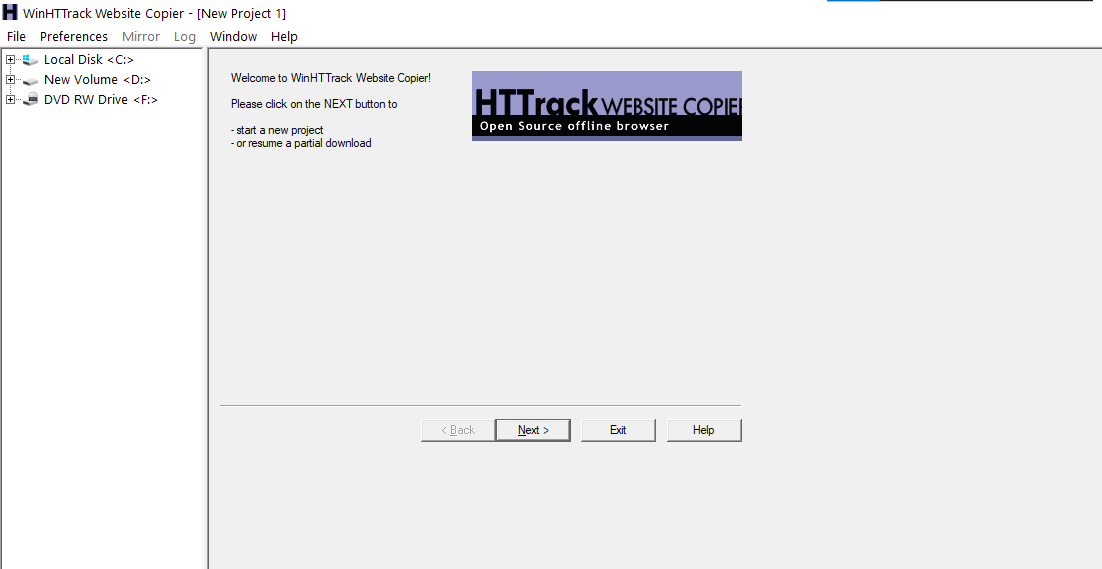 WinHTTrack Website Copier - [New Project 1]
File Preferences Mirror Log Window Help
Local Disk <C:>
New Volume <D:>
DVD RW Drive <F:>
Welcome to WinHTTrack Website Copier!
Please click on the NEXT button to
- start a new project
- or resume a partial download
HTTrack WEBSITE COPIER
Open Source offline browser
< Back Next > Exit Help